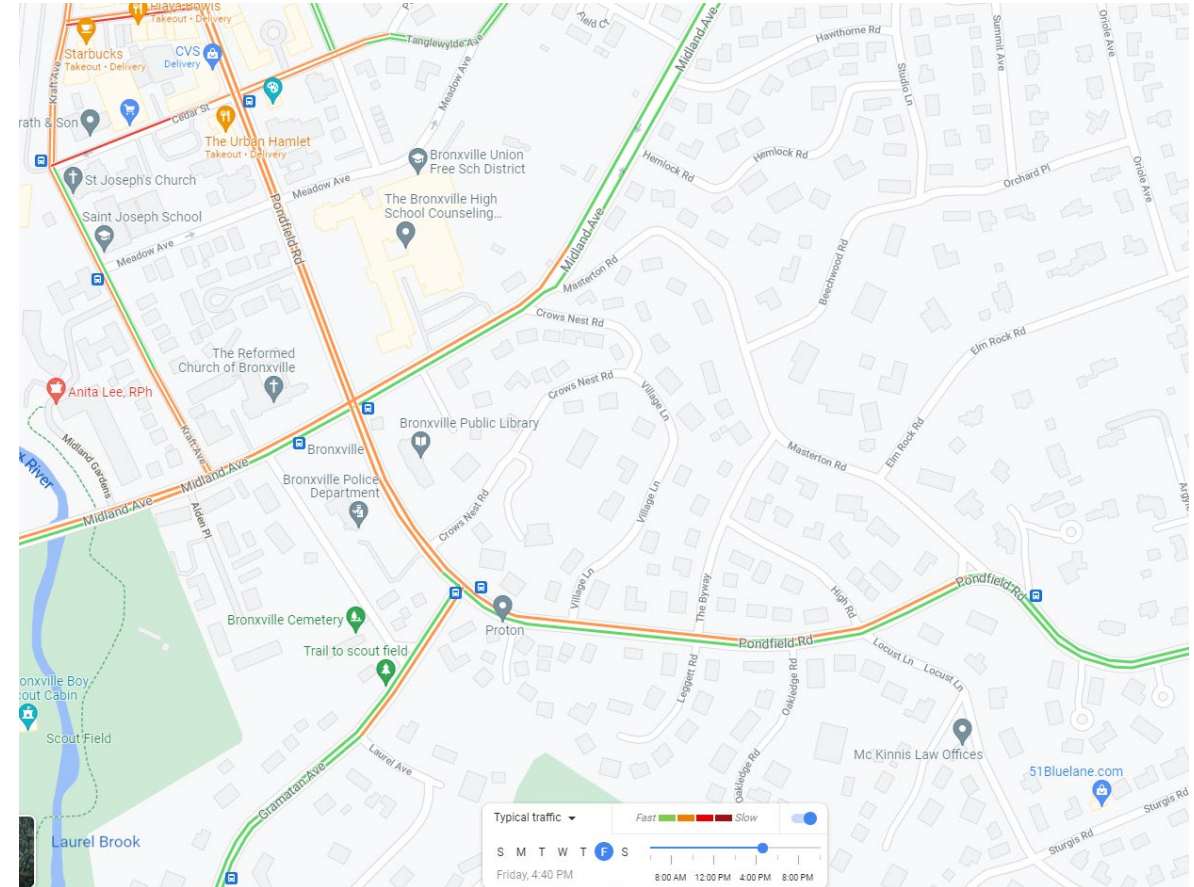 Playa Bowls
Takeout • Delivery
Starbucks
Takeout • Delivery
CVS
Delivery
Kraft Ave
Cedar St
rath & Son
The Urban Hamlet
Takeout • Delivery
Tanglewylde Ave
Meadow Ave
Field Ct
Midland Ave
Hawthorne Rd
Studio Ln
Summit Ave
Oriole Ave
Hemlock Rd
Hemlock Rd
Orchard Pl
Oriole Ave
St Joseph's Church
Saint Joseph School
Meadow Ave
Meadow Ave
Pondfield Rd
Bronxville Union
Free Sch District
The Bronxville High
School Counseling...
Midland Ave
Masterton Rd
Beechwood Rd
Elm Rock Rd
Crows Nest Rd
The Reformed
Church of Bronxville
Anita Lee, RPh
Crows Nest Rd
Village Ln
Kraft Ave
Midland Gardens
Bronxville Public Library
Bronxville
Bronxville Police
Department
Midland Ave
Midland Ave
Alden Pl
x River
Crows Nest Rd
Village Ln
Masterton Rd
Elm Rock Rd
Argyl
Village Ln
The Byway
High Rd
Pondfield Rd
Proton
Bronxville Cemetery
Trail to scout field
Pondfield Rd
Leggett Rd
Oakledge Rd
Locust Ln
Locust Ln
onxville Boy
cout Cabin
Scout Field
Laurel Ave
Gramatan Ave
Oakledge Rd
Mc Kinnis Law Offices
51Bluelane.com
Sturgis Rd
Sturgis Rd
Laurel Brook
Typical traffic
Fast
Slow
S M T W T F S
Friday, 4:40 PM
8:00 AM 12:00 PM 4:00 PM 8:00 PM